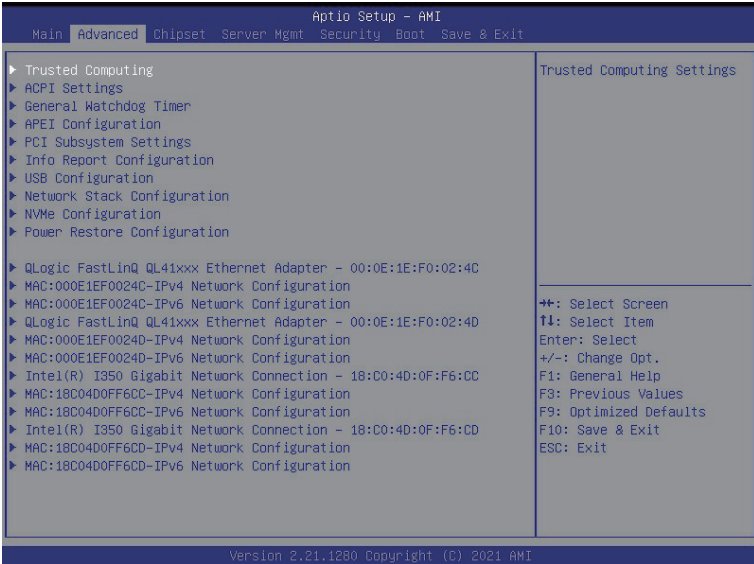 Aptio Setup – AMI
Main Advanced Chipset Server Mgmt Security Boot Save & Exit
▶ Trusted Computing
▶ ACPI Settings
▶ General Watchdog Timer
▶ APEI Configuration
▶ PCI Subsystem Settings
▶ Info Report Configuration
▶ USB Configuration
▶ Network Stack Configuration
▶ NVMe Configuration
▶ Power Restore Configuration
▶ QLogic FastLinQ QL41xxx Ethernet Adapter – 00:0E:1E:F0:02:4C
▶ MAC:000E1EF0024C-IPv4 Network Configuration
▶ MAC:000E1EF0024C-IPv6 Network Configuration
▶ QLogic FastLinQ QL41xxx Ethernet Adapter – 00:0E:1E:F0:02:4D
▶ MAC:000E1EF0024D-IPv4 Network Configuration
▶ MAC:000E1EF0024D-IPv6 Network Configuration
▶ Intel(R) I350 Gigabit Network Connection – 18:C0:4D:0F:F6:CC
▶ MAC:18C04D0FF6CC-IPv4 Network Configuration
▶ MAC:18C04D0FF6CC-IPv6 Network Configuration
▶ Intel(R) I350 Gigabit Network Connection – 18:C0:4D:0F:F6:CD
▶ MAC:18C04D0FF6CD-IPv4 Network Configuration
▶ MAC:18C04D0FF6CD-IPv6 Network Configuration
Trusted Computing Settings
→←: Select Screen
↑↓: Select Item
Enter: Select
+/-: Change Opt.
F1: General Help
F3: Previous Values
F9: Optimized Defaults
F10: Save & Exit
ESC: Exit
Version 2.21.1280 Copyright (C) 2021 AMI